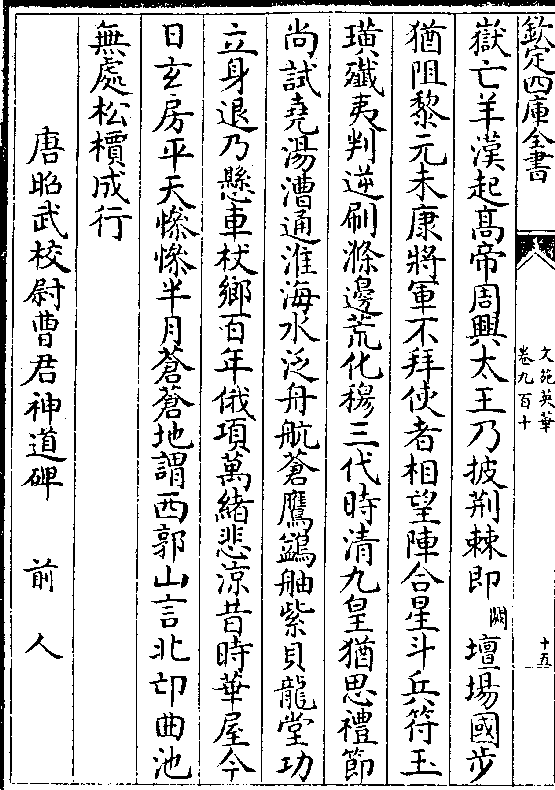 欽定四庫全書
文苑英華
卷九百十
十五
嶽亡羊漢起髙帝周興太王乃披荆棘即闕壇場國步
猶阻黎元未康將軍不拜使者相望陣合星斗兵符玉
璜殲夷判逆刷滌邊荒化穆三代時清九皇猶思禮節
尚試堯湯漕通淮海水泛舟航蒼鷹鷁舳紫貝龍堂功
立身退乃懸車杖鄉百年俄頃萬緒悲凉昔時華屋今
日玄房平天慘慘半月蒼蒼地謂西郭山言北邙曲池
無處松檟成行
唐昭武校尉曹君神道碑 前人